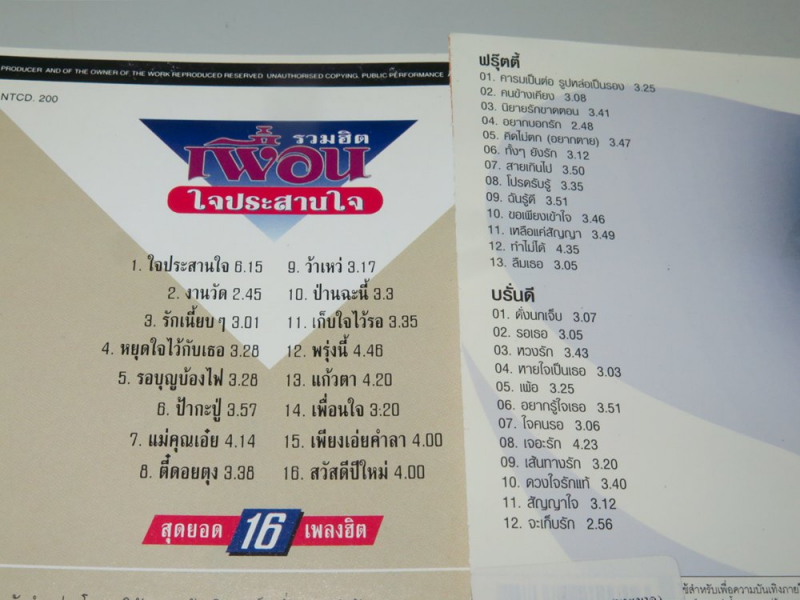 PRODUCER AND OF THE OWNER OF THE WORK REPRODUCED RESERVED UNAUTHORISED COPYING, PUBLIC PERFORMANCE
NTCD. 200
รวมฮิต
เพื่อน
ใจประสานใจ
1. ใจประสานใจ 6.15
2. งานวัด 2.45
3. รักเนี้ยบ ๆ 3.01
4. หยุดใจไว้กับเธอ 3.28
5. รอบุญบ้องไฟ 3.28
6. ป้ากะปู่ 3.57
7. แม่คุณเอ๋ย 4.14
8. ตี๋ดอยตุง 3.38
9. ว้าเหว่ 3.17
10. ป่านฉะนี้ 3.3
11. เก็บใจไว้รอ 3.35
12. พรุ่งนี้ 4.46
13. แก้วตา 4.20
14. เพื่อนใจ 3:20
15. เพียงเอ่ยคำลา 4.00
16. สวัสดีปีใหม่ 4.00
สุดยอด 16 เพลงฮิต
ฟรุ๊ตตี้
01. คารมเป็นต่อ รูปหล่อเป็นรอง 3.25
02. คนข้างเคียง 3.08
03. นิยายรักขาดตอน 3.41
04. อยากบอกรัก 2.48
05. คิดไม่ตก (อยากตาย) 3.47
06. ทั้งๆ ยังรัก 3.12
07. สายเกินไป 3.50
08. โปรดรับรู้ 3.35
09. ฉันรู้ดี 3.51
10. ขอเพียงเข้าใจ 3.46
11. เหลือแค่สัญญา 3.49
12. ทำไม่ได้ 4.35
13. ลืมเธอ 3.05
บรั่นดี
01. ดั่งนกเจ็บ 3.07
02. รอเธอ 3.05
03. หวงรัก 3.43
04. หายใจเป็นเธอ 3.03
05. เพ้อ 3.25
06. อยากรู้ใจเธอ 3.51
07. ใจคนรอ 3.06
08. เจอะรัก 4.23
09. เส้นทางรัก 3.20
10. ดวงใจรักแท้ 3.40
11. สัญญาใจ 3.12
12. จะเก็บรัก 2.56
ใช้สำหรับเพื่อความบันเทิงภายใ